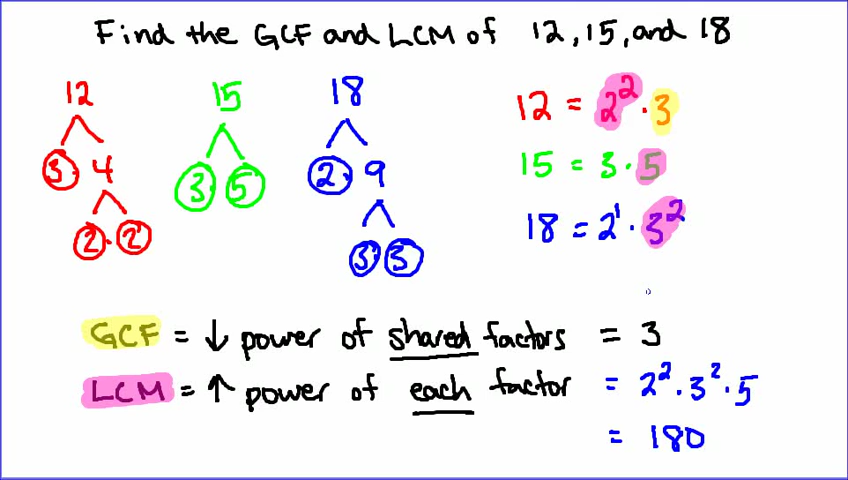 Find the GCF and LCM of 12, 15, and 18
12 15 18
3 · 4 3 · 5 2 · 9
2 · 2 3 · 3
12 = 2² · 3
15 = 3 · 5
18 = 2¹ · 3²
GCF = ↓ power of shared factors = 3
LCM = ↑ power of each factor = 2² · 3² · 5
= 180